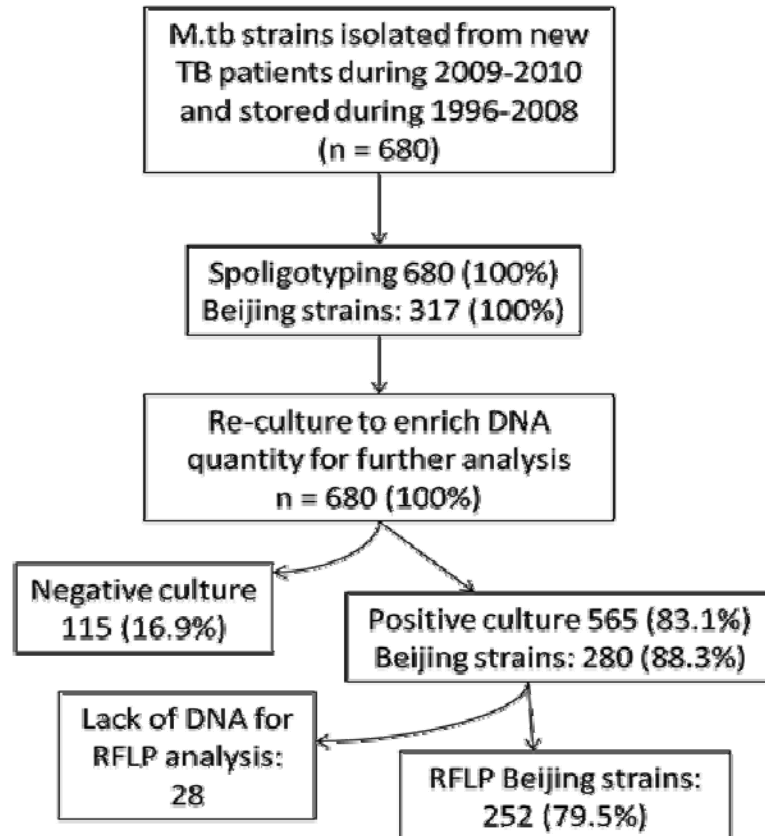 M.tb strains isolated from new
TB patients during 2009-2010
and stored during 1996-2008
(n = 680)
Spoligotyping 680 (100%)
Beijing strains: 317 (100%)
Re-culture to enrich DNA
quantity for further analysis
n = 680 (100%)
Negative culture
115 (16.9%)
Positive culture 565 (83.1%)
Beijing strains: 280 (88.3%)
Lack of DNA for
RFLP analysis:
28
RFLP Beijing strains:
252 (79.5%)